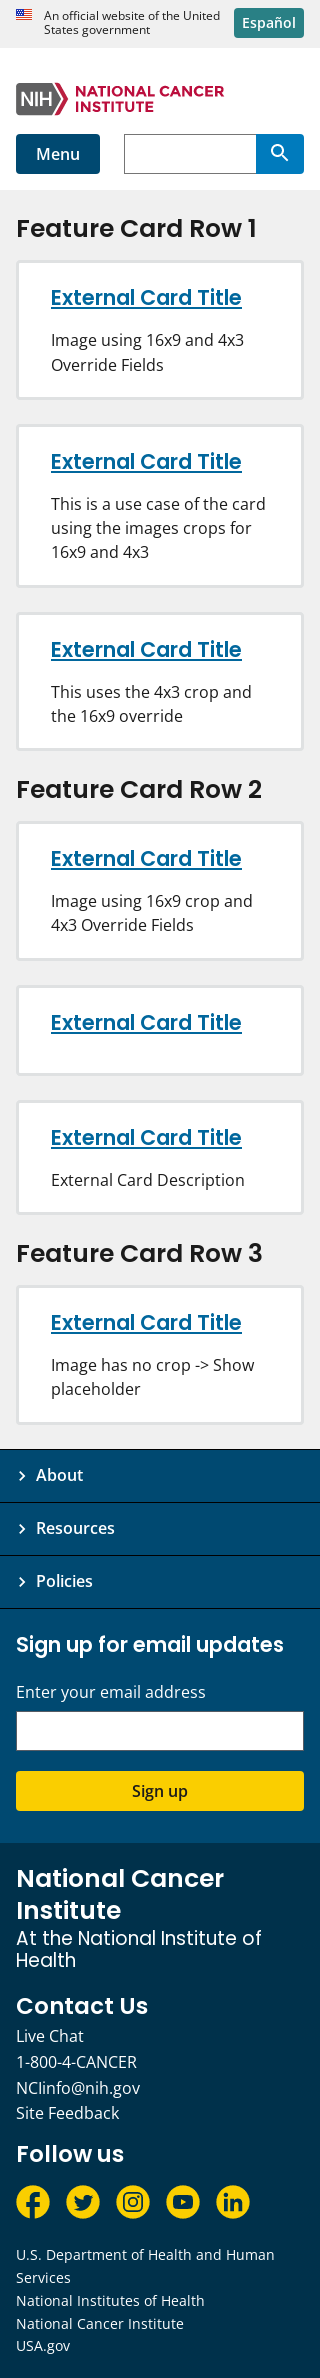 An official website of the United
States government
Español
NIH
NATIONAL CANCER
INSTITUTE
Menu
Feature Card Row 1
External Card Title
Image using 16x9 and 4x3
Override Fields
External Card Title
This is a use case of the card
using the images crops for
16x9 and 4x3
External Card Title
This uses the 4x3 crop and
the 16x9 override
Feature Card Row 2
External Card Title
Image using 16x9 crop and
4x3 Override Fields
External Card Title
External Card Title
External Card Description
Feature Card Row 3
External Card Title
Image has no crop -> Show
placeholder
About
Resources
Policies
Sign up for email updates
Enter your email address
Sign up
National Cancer
Institute
At the National Institute of
Health
Contact Us
Live Chat
1-800-4-CANCER
NCIinfo@nih.gov
Site Feedback
Follow us
U.S. Department of Health and Human
Services
National Institutes of Health
National Cancer Institute
USA.gov